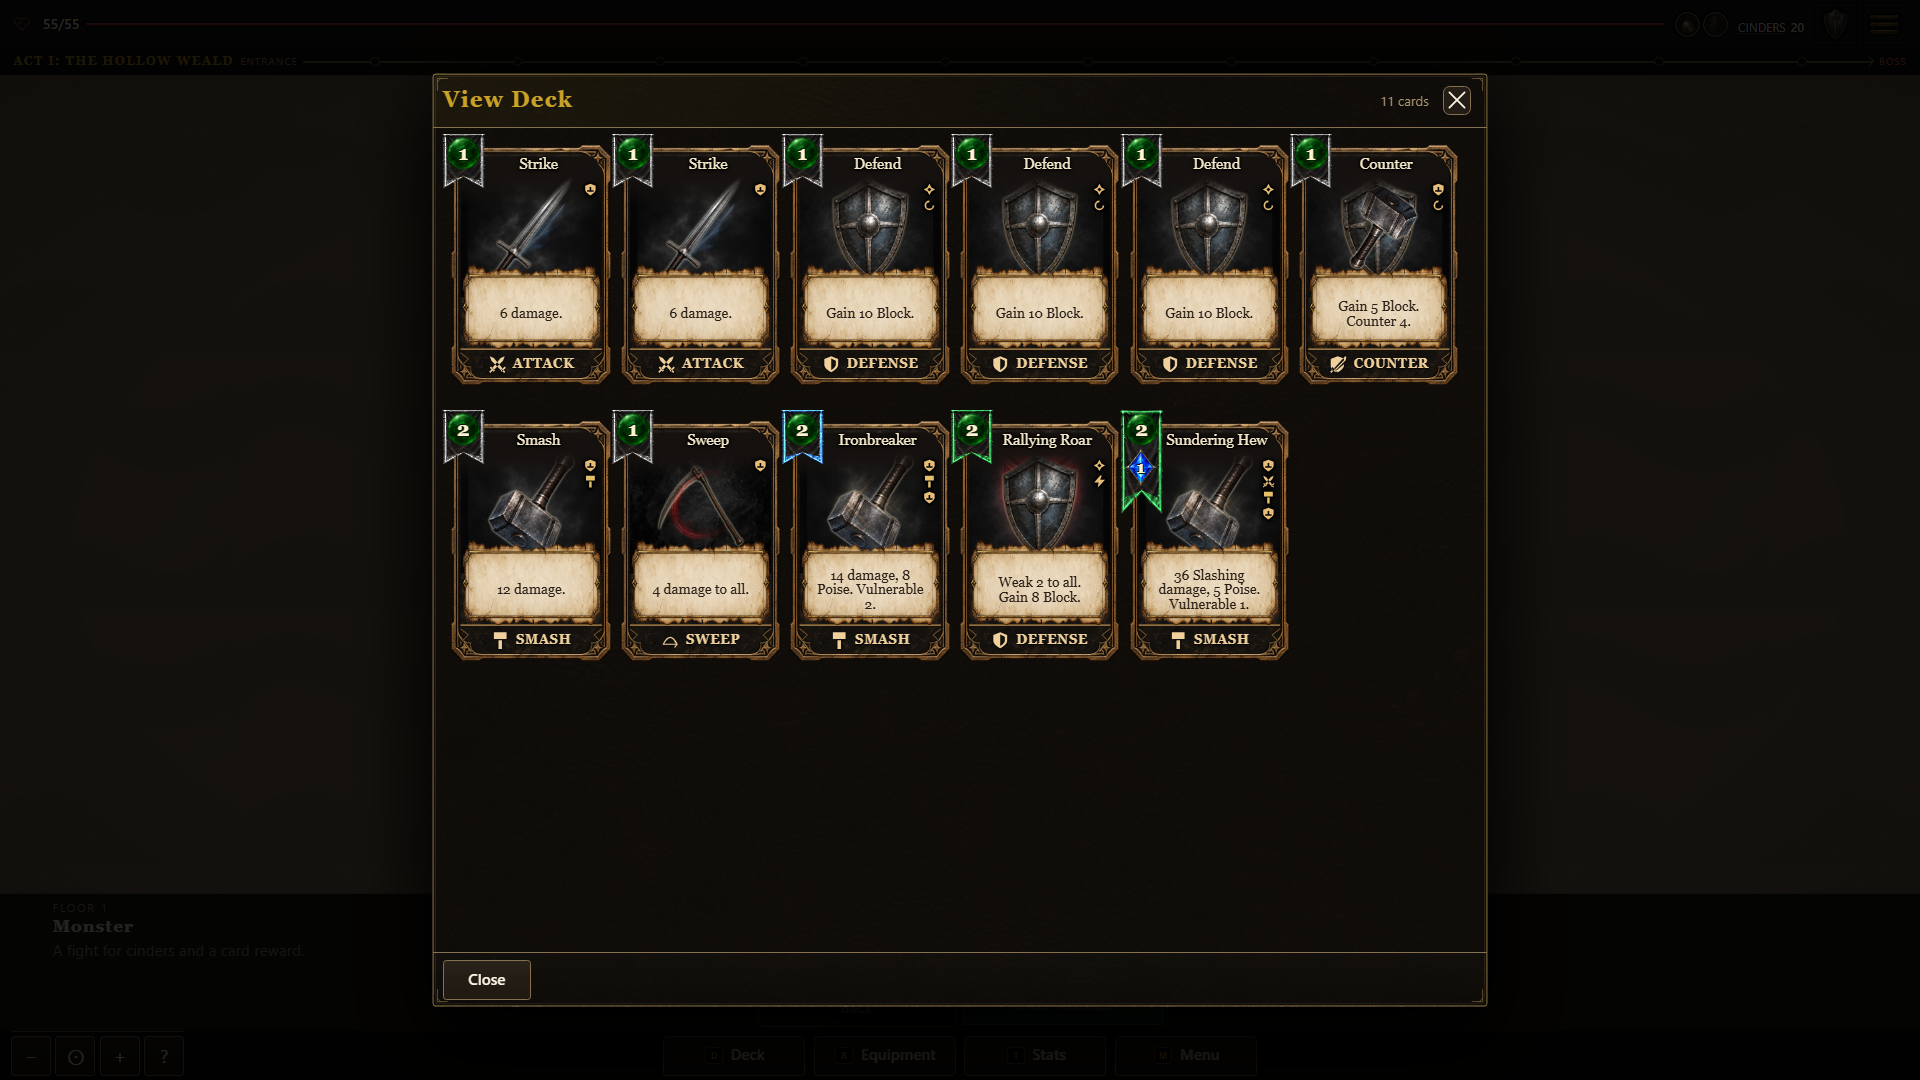 55/55
CINDERS 20
ACT I: THE HOLLOW WEALD ENTRANCE
BOSS
View Deck
11 cards
1
Strike
6 damage.
ATTACK
1
Strike
6 damage.
ATTACK
1
Defend
Gain 10 Block.
DEFENSE
1
Defend
Gain 10 Block.
DEFENSE
1
Defend
Gain 10 Block.
DEFENSE
1
Counter
Gain 5 Block.
Counter 4.
COUNTER
2
Smash
12 damage.
SMASH
1
Sweep
4 damage to all.
SWEEP
2
Ironbreaker
14 damage, 8
Poise. Vulnerable
2.
SMASH
2
Rallying Roar
Weak 2 to all.
Gain 8 Block.
DEFENSE
2
1
Sundering Hew
36 Slashing
damage, 5 Poise.
Vulnerable 1.
SMASH
FLOOR 1
Monster
A fight for cinders and a card reward.
Close
− + ?
D Deck
Equipment
Stats
M Menu